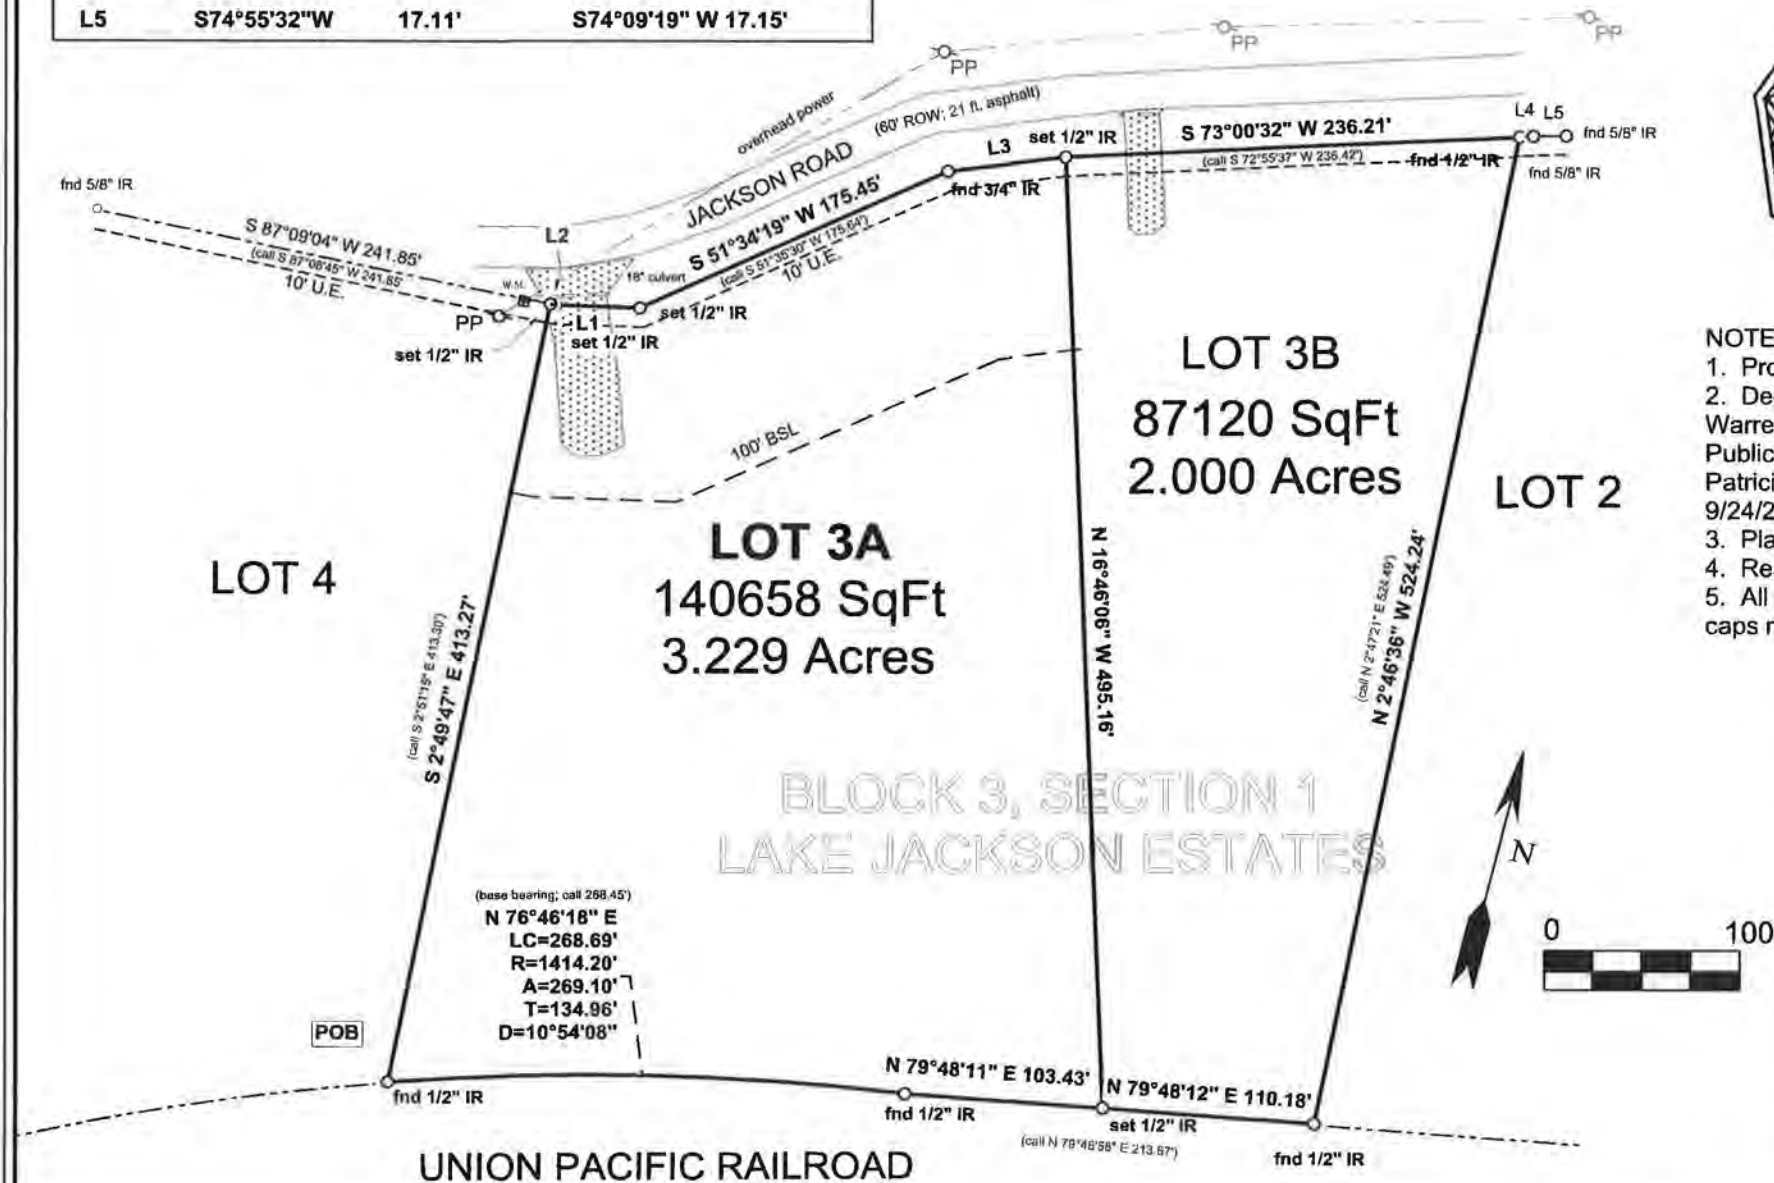 L5 S74°55'32"W 17.11' S74°09'19" W 17.15'
PP
PP
PP
overhead power
(60' ROW; 21 ft. asphalt)
JACKSON ROAD
L3
set 1/2" IR
S 73°00'32" W 236.21'
(call S 72°55'37" W 236.42')
fnd 1/2" IR
L4 L5
fnd 5/8" IR
fnd 5/8" IR
fnd 3/4" IR
fnd 5/8" IR
S 87°09'04" W 241.85'
(call S 87°08'45" W 241.85'
10' U.E.
L2
W.M.
18" culvert
S 51°34'19" W 175.45'
(call S 51°35'30" W 175.64')
10' U.E.
PP
L1
set 1/2" IR
set 1/2" IR
set 1/2" IR
100' BSL
LOT 3B
87120 SqFt
2.000 Acres
LOT 2
LOT 4
LOT 3A
140658 SqFt
3.229 Acres
NOTE
1. Pro
2. De
Warre
Public
Patrici
9/24/2
3. Pla
4. Re
5. All
caps r
(call S 2°51'15" E 413.30')
S 2°49'47" E 413.27'
N 16°46'06" W 495.16'
(call N 2°47'21" E 524.49')
N 2°46'36" W 524.24'
BLOCK 3, SECTION 1
LAKE JACKSON ESTATES
(base bearing; call 268.45')
N 76°46'18" E
LC=268.69'
R=1414.20'
A=269.10'
T=134.96'
D=10°54'08"
N
0 100
POB
fnd 1/2" IR
N 79°48'11" E 103.43'
fnd 1/2" IR
N 79°48'12" E 110.18'
set 1/2" IR
(call N 79°46'58" E 213.67')
fnd 1/2" IR
UNION PACIFIC RAILROAD